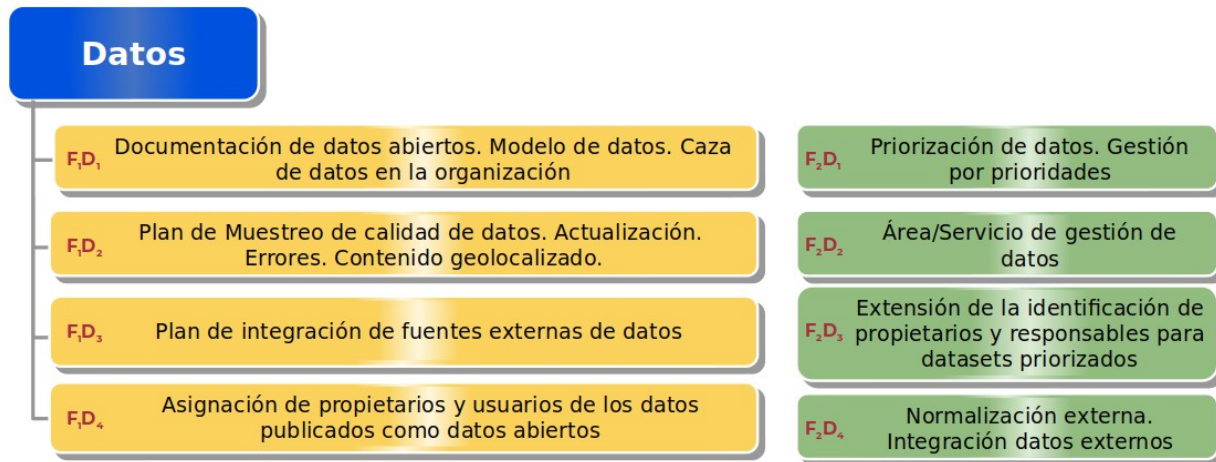 Datos
F₁D₁ Documentación de datos abiertos. Modelo de datos. Caza
de datos en la organización
F₁D₂ Plan de Muestreo de calidad de datos. Actualización.
Errores. Contenido geolocalizado.
F₁D₃ Plan de integración de fuentes externas de datos
F₁D₄ Asignación de propietarios y usuarios de los datos
publicados como datos abiertos
F₂D₁ Priorización de datos. Gestión
por prioridades
F₂D₂ Área/Servicio de gestión de
datos
Extensión de la identificación de
F₂D₃ propietarios y responsables para
datasets priorizados
F₂D₄ Normalización externa.
Integración datos externos